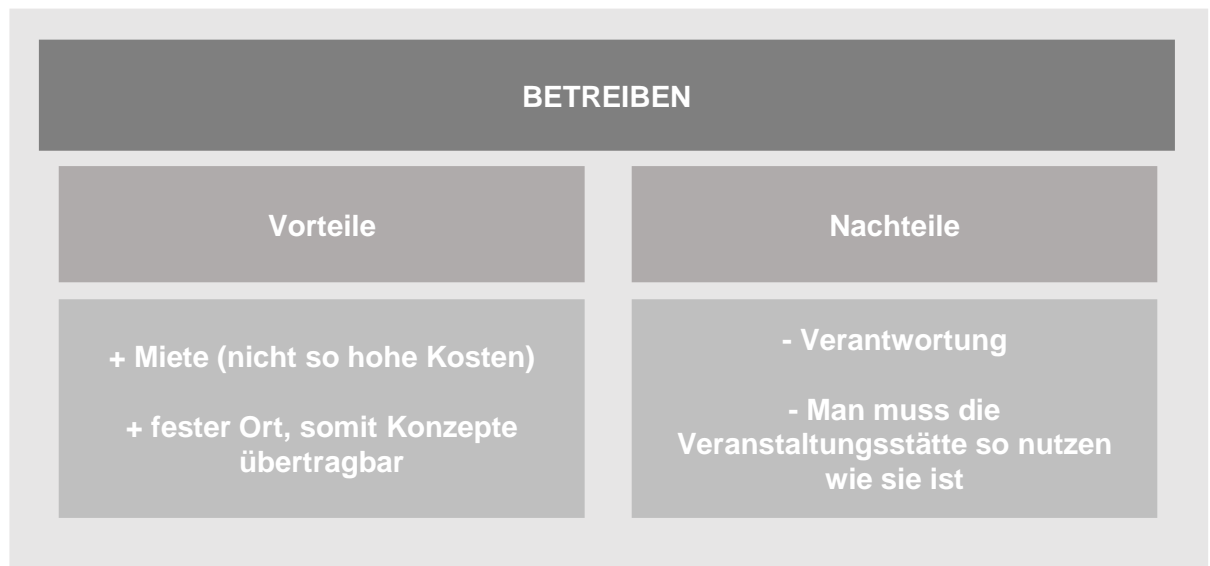 BETREIBEN
Vorteile
Nachteile
+ Miete (nicht so hohe Kosten)
+ fester Ort, somit Konzepte
übertragbar
- Verantwortung
- Man muss die
Veranstaltungsstätte so nutzen
wie sie ist